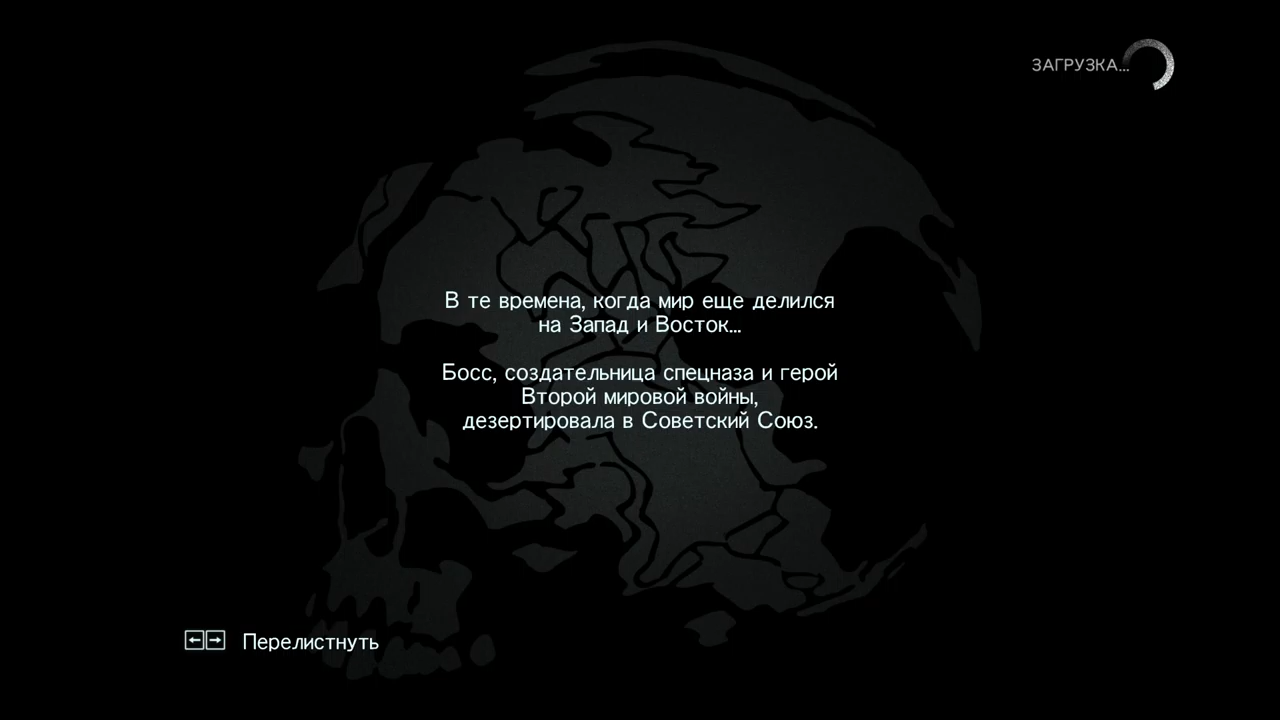 ЗАГРУЗКА...
В те времена, когда мир еще делился
на Запад и Восток...
Босс, создательница спецназа и герой
Второй мировой войны,
дезертировала в Советский Союз.
Перелистнуть